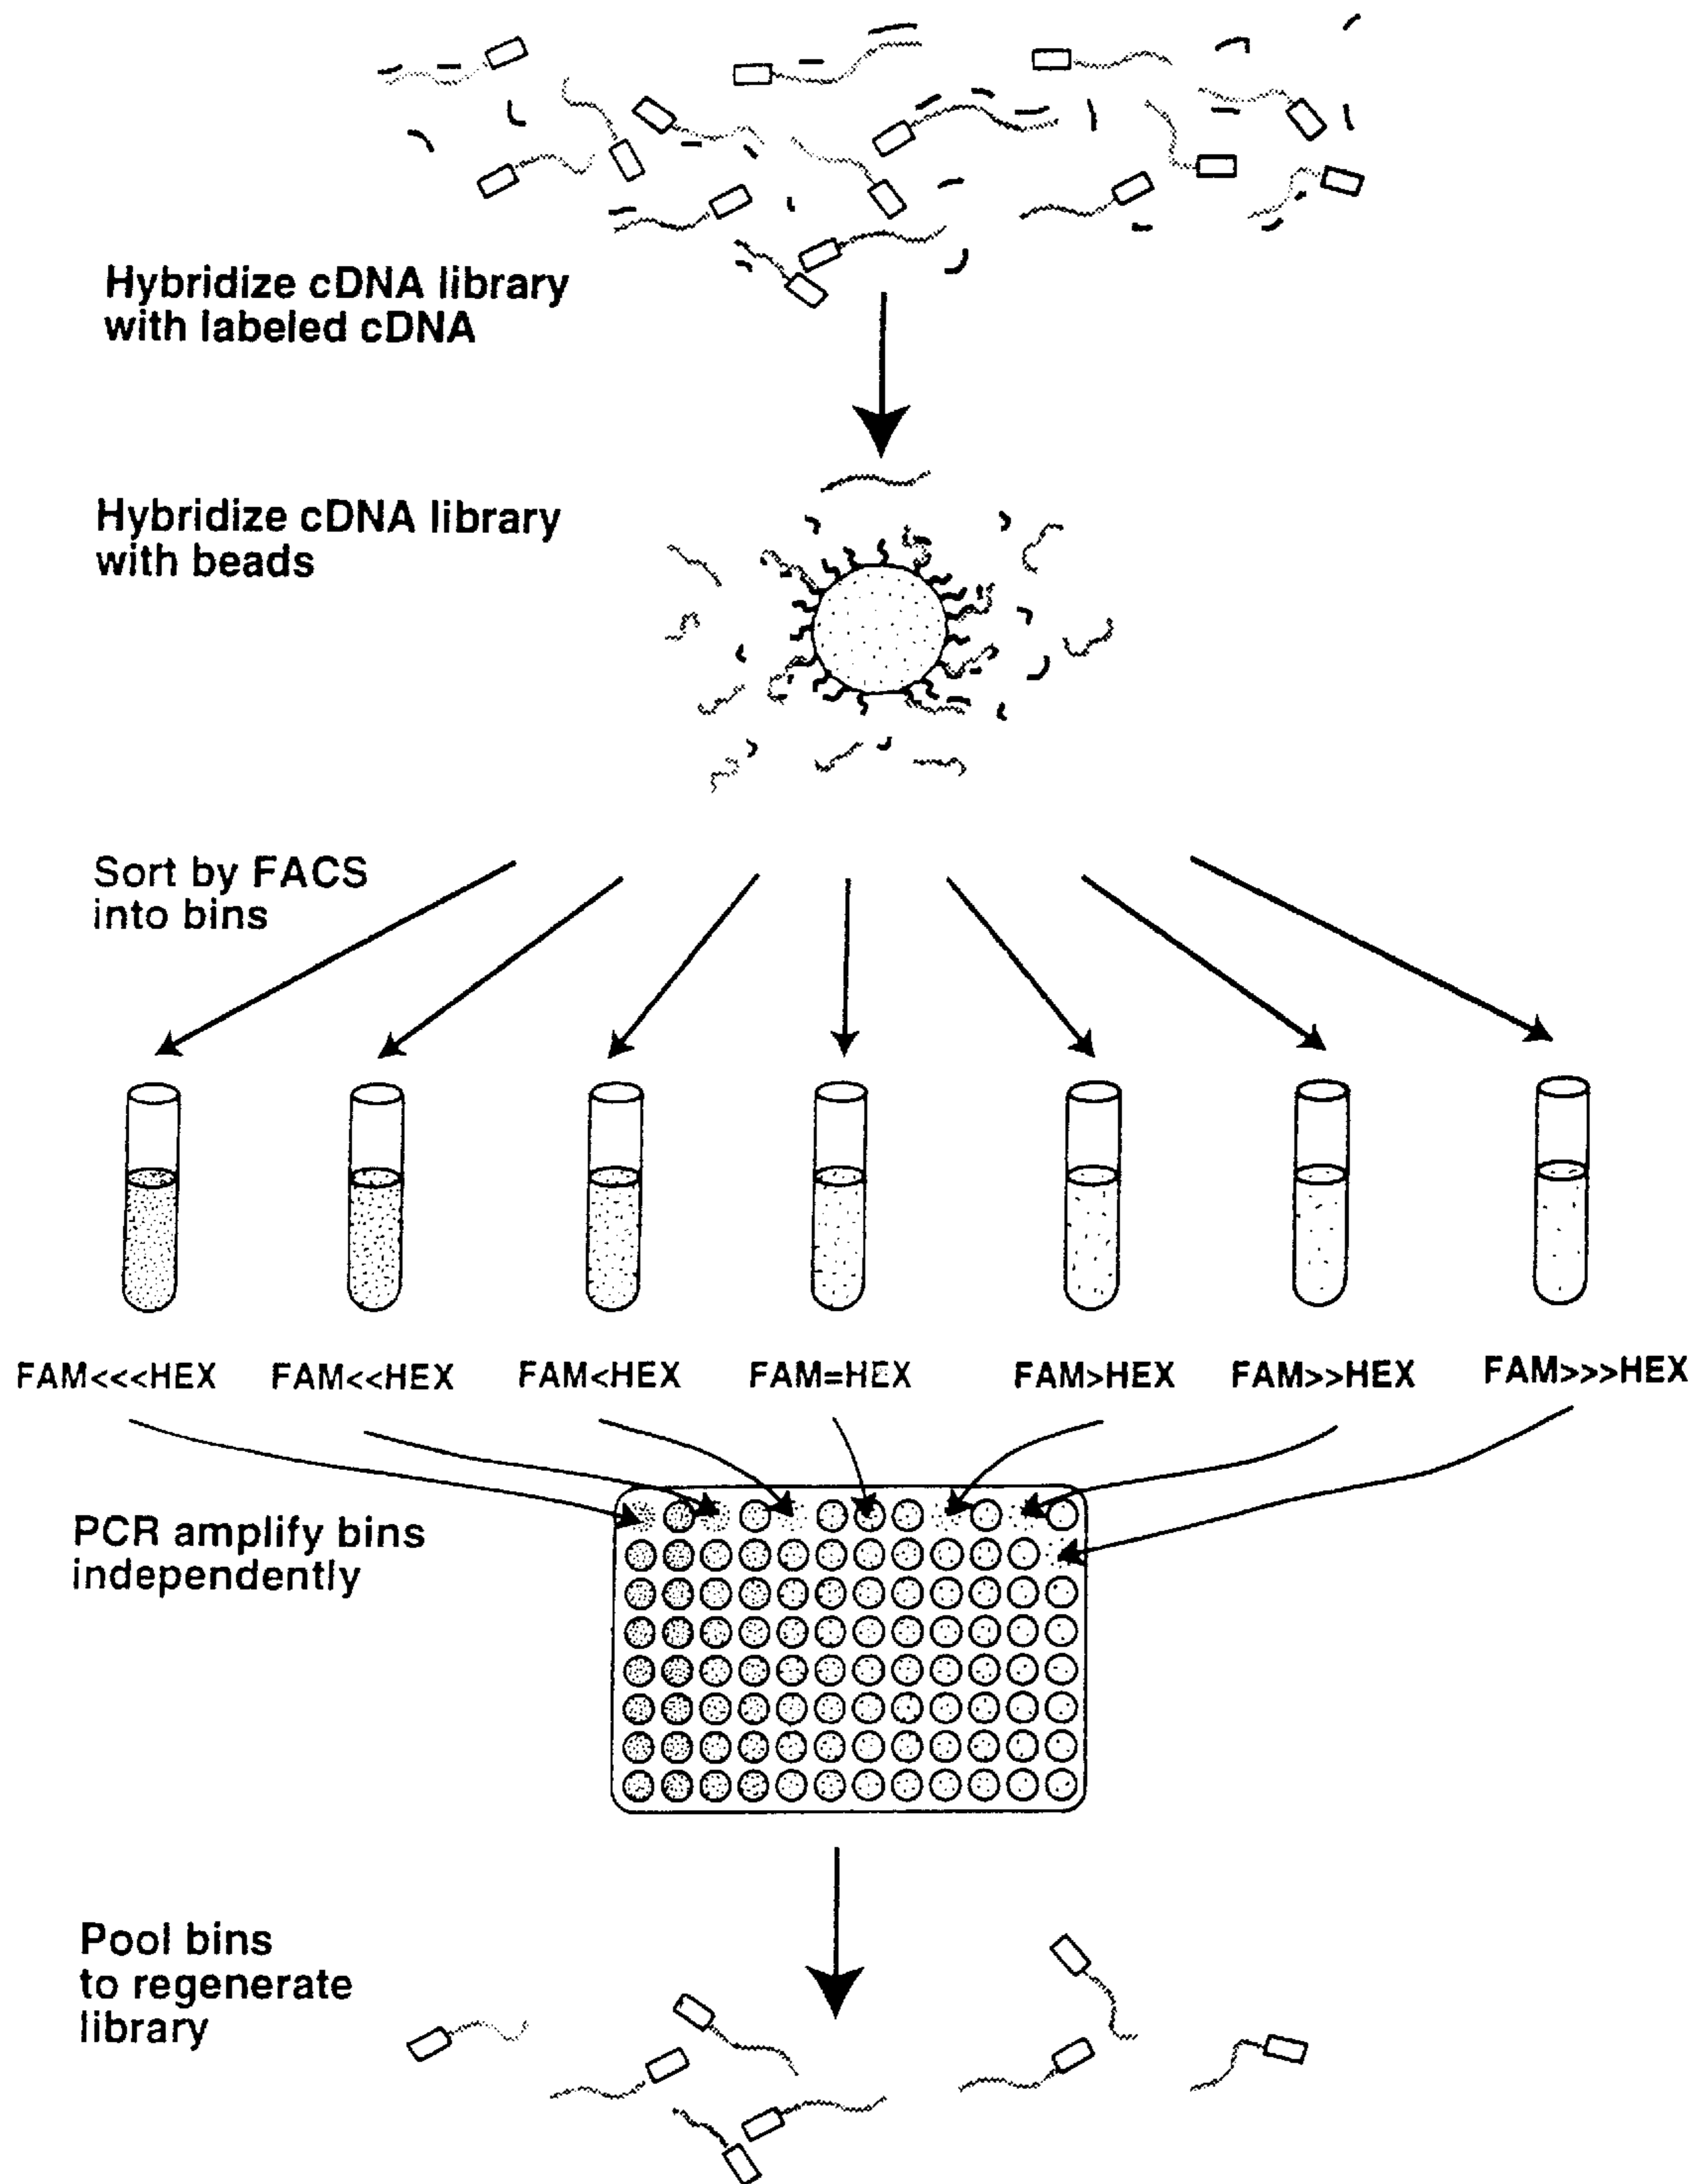 Hybridize cDNA library
with labeled cDNA
Hybridize cDNA library
with beads
Sort by FACS
into bins
FAM<<<HEX FAM<<HEX FAM<HEX FAM=HEX FAM>HEX FAM>>HEX FAM>>>HEX
PCR amplify bins
independently
Pool bins
to regenerate
library